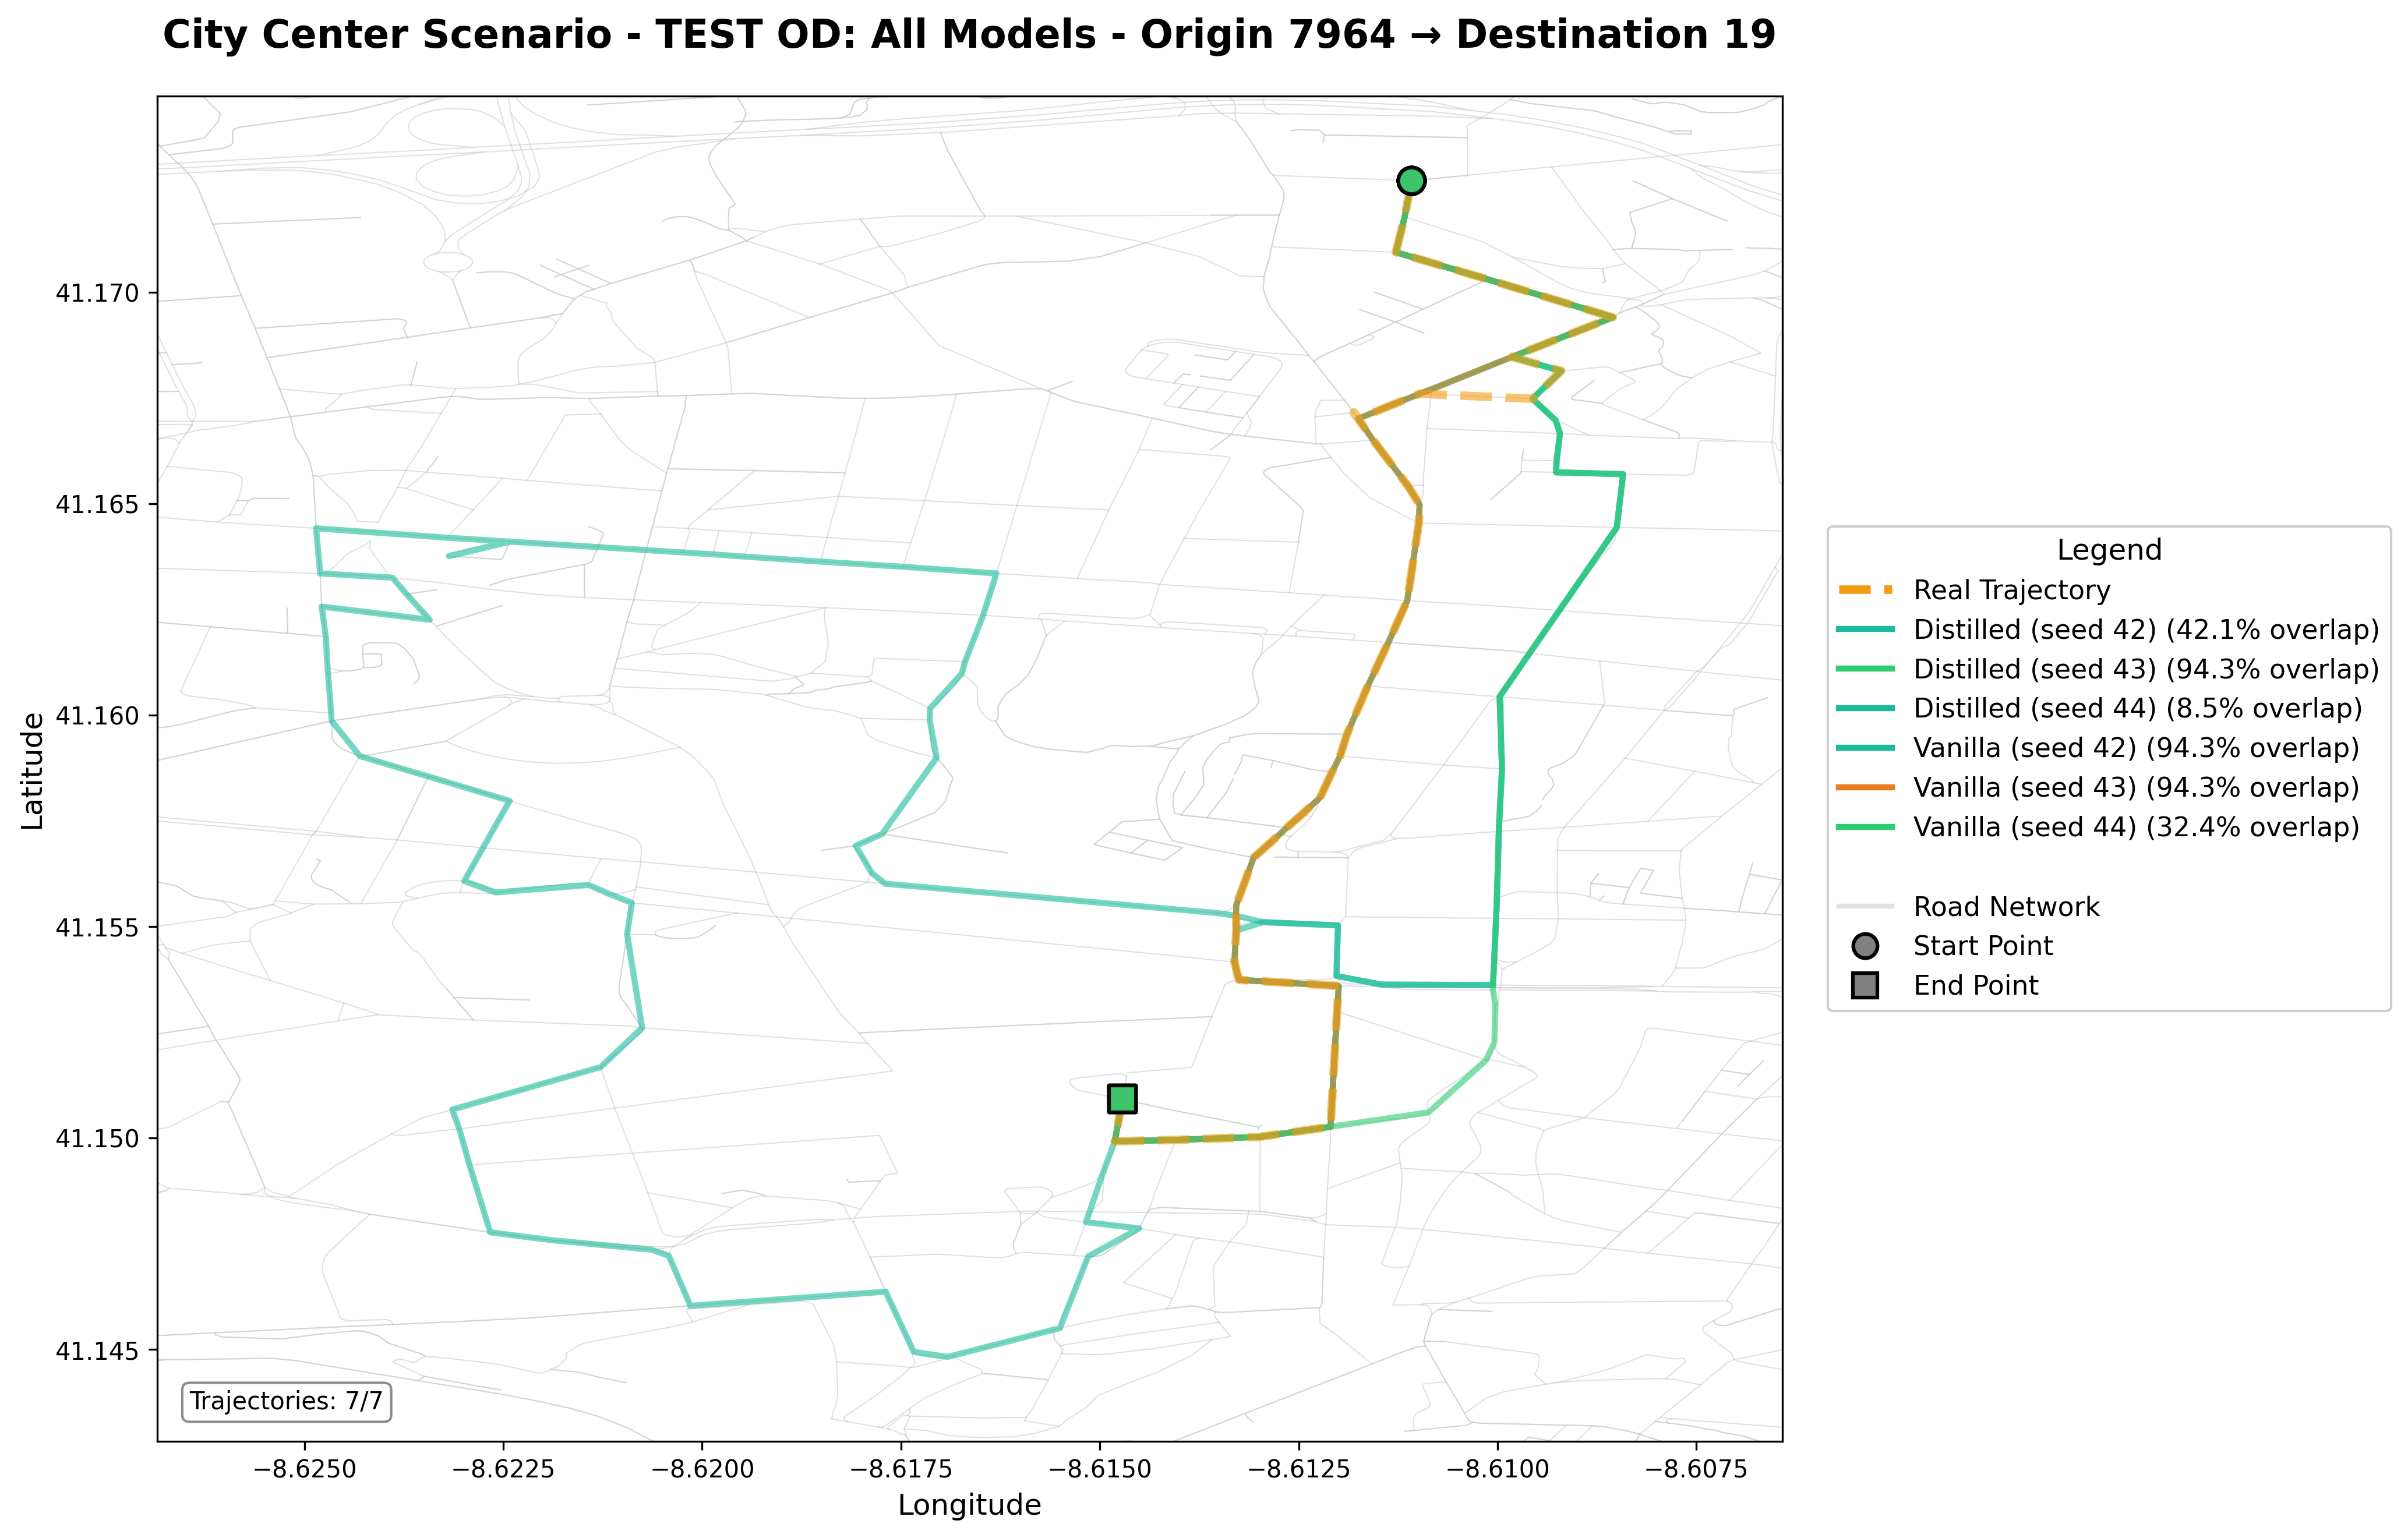 City Center Scenario - TEST OD: All Models - Origin 7964 → Destination 19
Latitude
41.170
41.165
41.160
41.155
41.150
41.145
Trajectories: 7/7
−8.6250
−8.6225
−8.6200
−8.6175
−8.6150
−8.6125
−8.6100
−8.6075
Longitude
Legend
Real Trajectory
Distilled (seed 42) (42.1% overlap)
Distilled (seed 43) (94.3% overlap)
Distilled (seed 44) (8.5% overlap)
Vanilla (seed 42) (94.3% overlap)
Vanilla (seed 43) (94.3% overlap)
Vanilla (seed 44) (32.4% overlap)
Road Network
Start Point
End Point